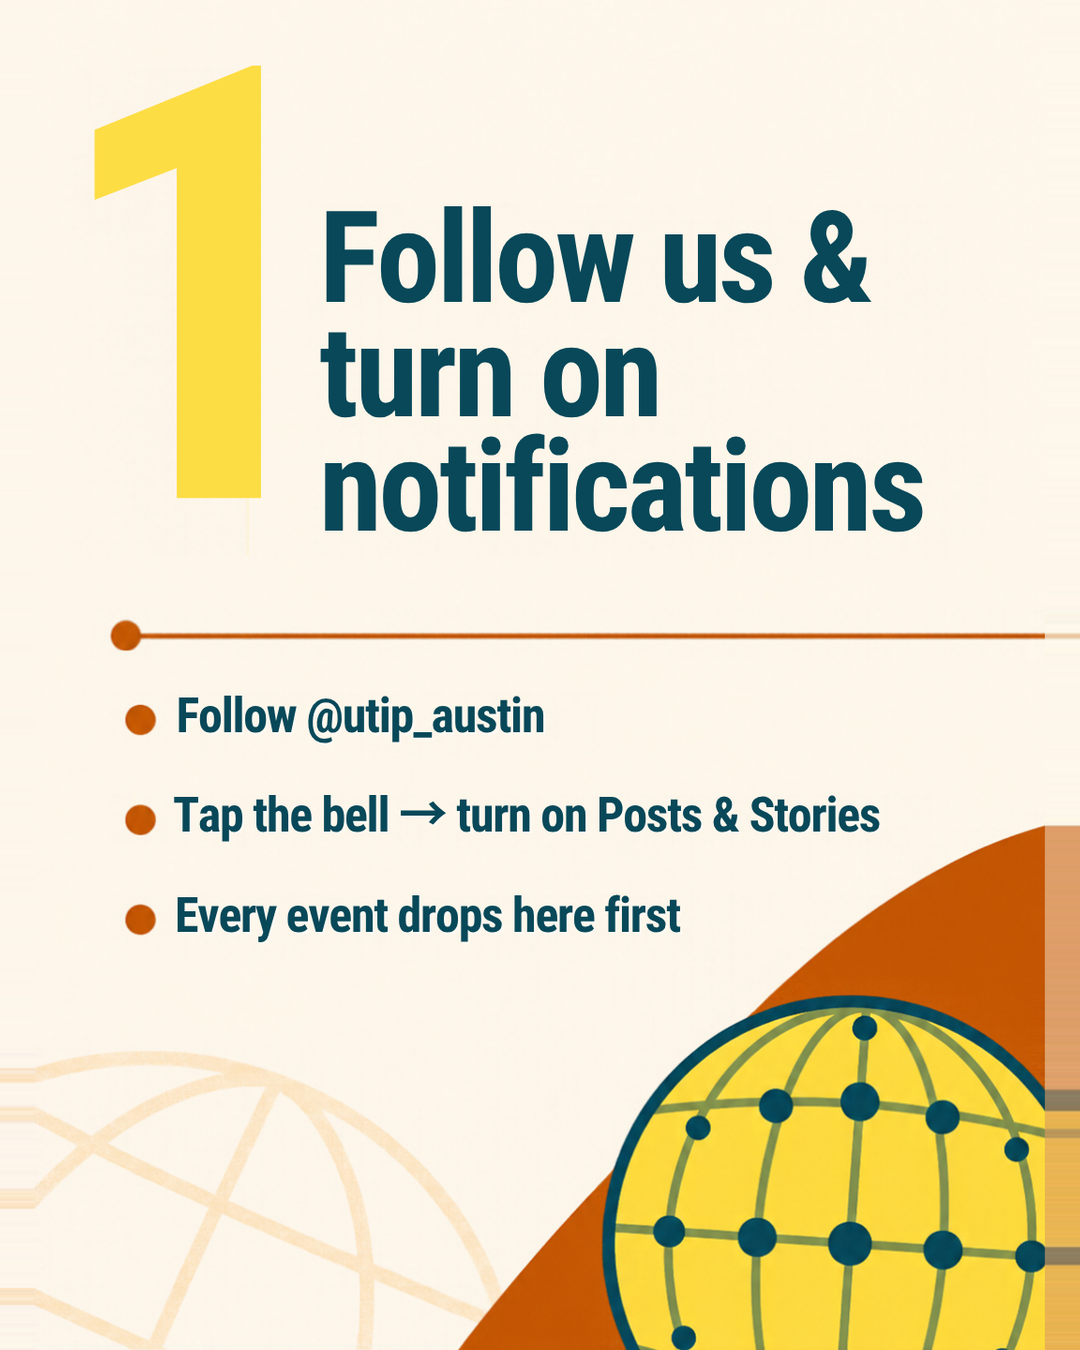 1
Follow us &
turn on
notifications
Follow @utip_austin
Tap the bell → turn on Posts & Stories
Every event drops here first